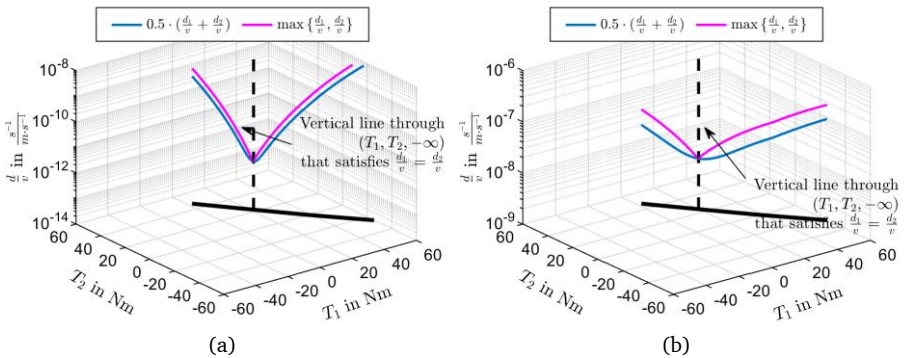 0.5 · (d₁/v + d₂/v) max {d₁/v, d₂/v}
10⁻⁸
10⁻¹⁰
10⁻¹²
10⁻¹⁴
d/v in s⁻¹/m·s⁻¹
Vertical line through
(T₁, T₂, −∞)
that satisfies d₁/v = d₂/v
60
40
20
0
-20
-40
-60
T₂ in Nm
-60
-40
-20
0
20
40
60
T₁ in Nm
(a)
0.5 · (d₁/v + d₂/v) max {d₁/v, d₂/v}
10⁻⁶
10⁻⁷
10⁻⁸
10⁻⁹
d/v in s⁻¹/m·s⁻¹
Vertical line through
(T₁, T₂, −∞)
that satisfies d₁/v = d₂/v
60
40
20
0
-20
-40
-60
T₂ in Nm
-60
-40
-20
0
20
40
60
T₁ in Nm
(b)